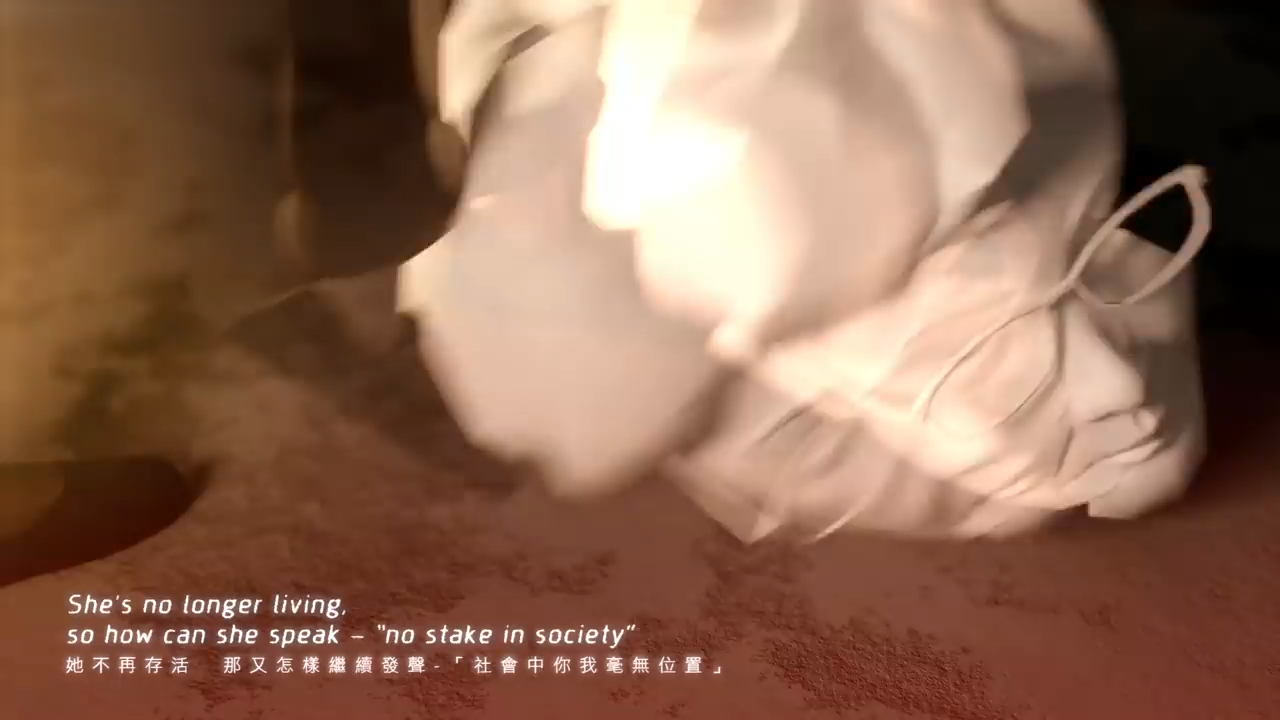 She's no longer living,
so how can she speak – "no stake in society"
她不再存活 那又怎樣繼續發聲-「社會中你我毫無位置」